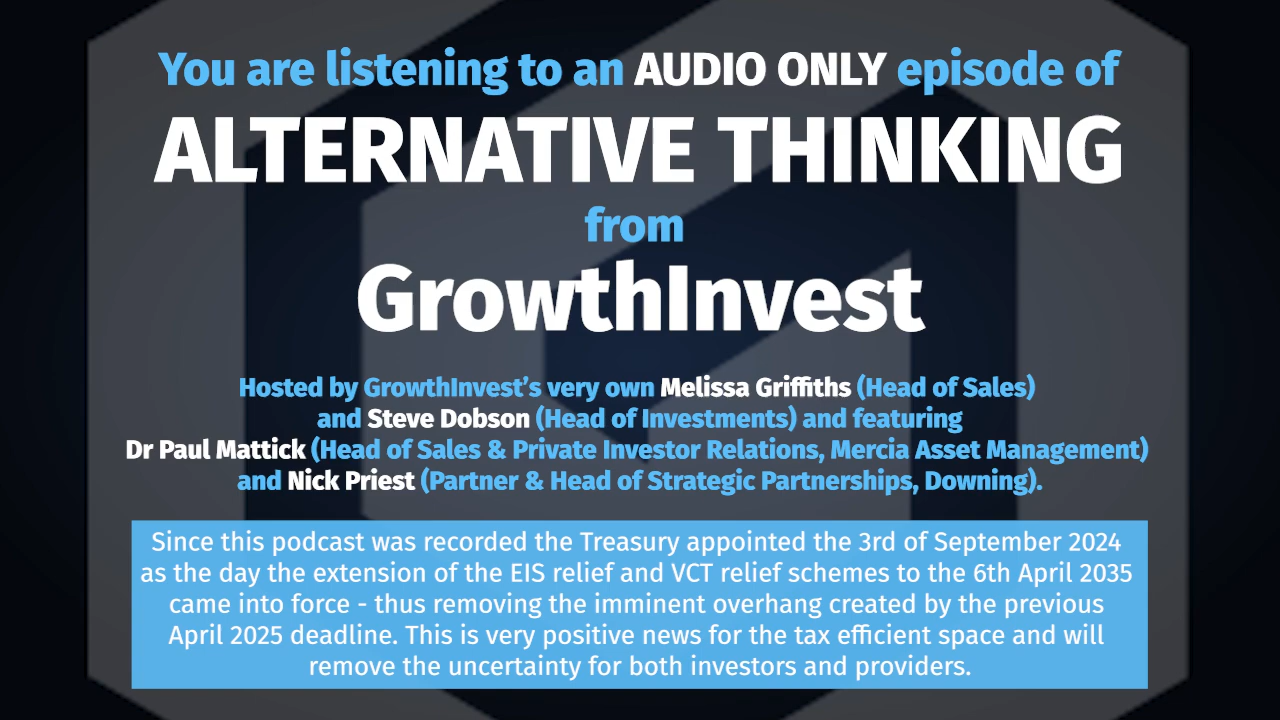 You are listening to an AUDIO ONLY episode of
ALTERNATIVE THINKING
from
GrowthInvest
Hosted by GrowthInvest’s very own Melissa Griffiths (Head of Sales)
and Steve Dobson (Head of Investments) and featuring
Dr Paul Mattick (Head of Sales & Private Investor Relations, Mercia Asset Management)
and Nick Priest (Partner & Head of Strategic Partnerships, Downing).
Since this podcast was recorded the Treasury appointed the 3rd of September 2024
as the day the extension of the EIS relief and VCT relief schemes to the 6th April 2035
came into force - thus removing the imminent overhang created by the previous
April 2025 deadline. This is very positive news for the tax efficient space and will
remove the uncertainty for both investors and providers.